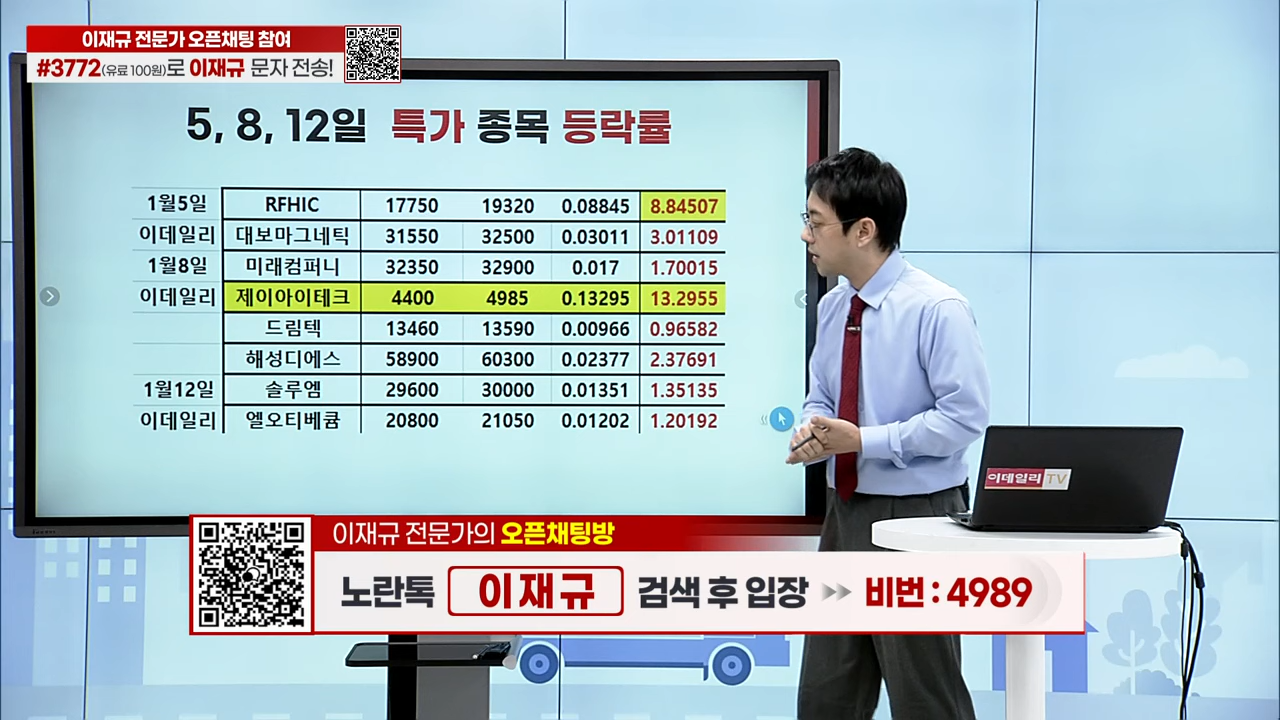 이재규 전문가 오픈채팅 참여
#3772(유료 100원)로 이재규 문자 전송!
5, 8, 12일 특가 종목 등락률
1월5일 RFHIC 17750 19320 0.08845 8.84507
이데일리 대보마그네틱 31550 32500 0.03011 3.01109
1월8일 미래컴퍼니 32350 32900 0.017 1.70015
이데일리 제이아이테크 4400 4985 0.13295 13.2955
드림텍 13460 13590 0.00966 0.96582
해성디에스 58900 60300 0.02377 2.37691
1월12일 솔루엠 29600 30000 0.01351 1.35135
이데일리 엘오티베큠 20800 21050 0.01202 1.20192
이데일리TV
이재규 전문가의 오픈채팅방
노란톡 이재규 검색 후 입장 비번 : 4989